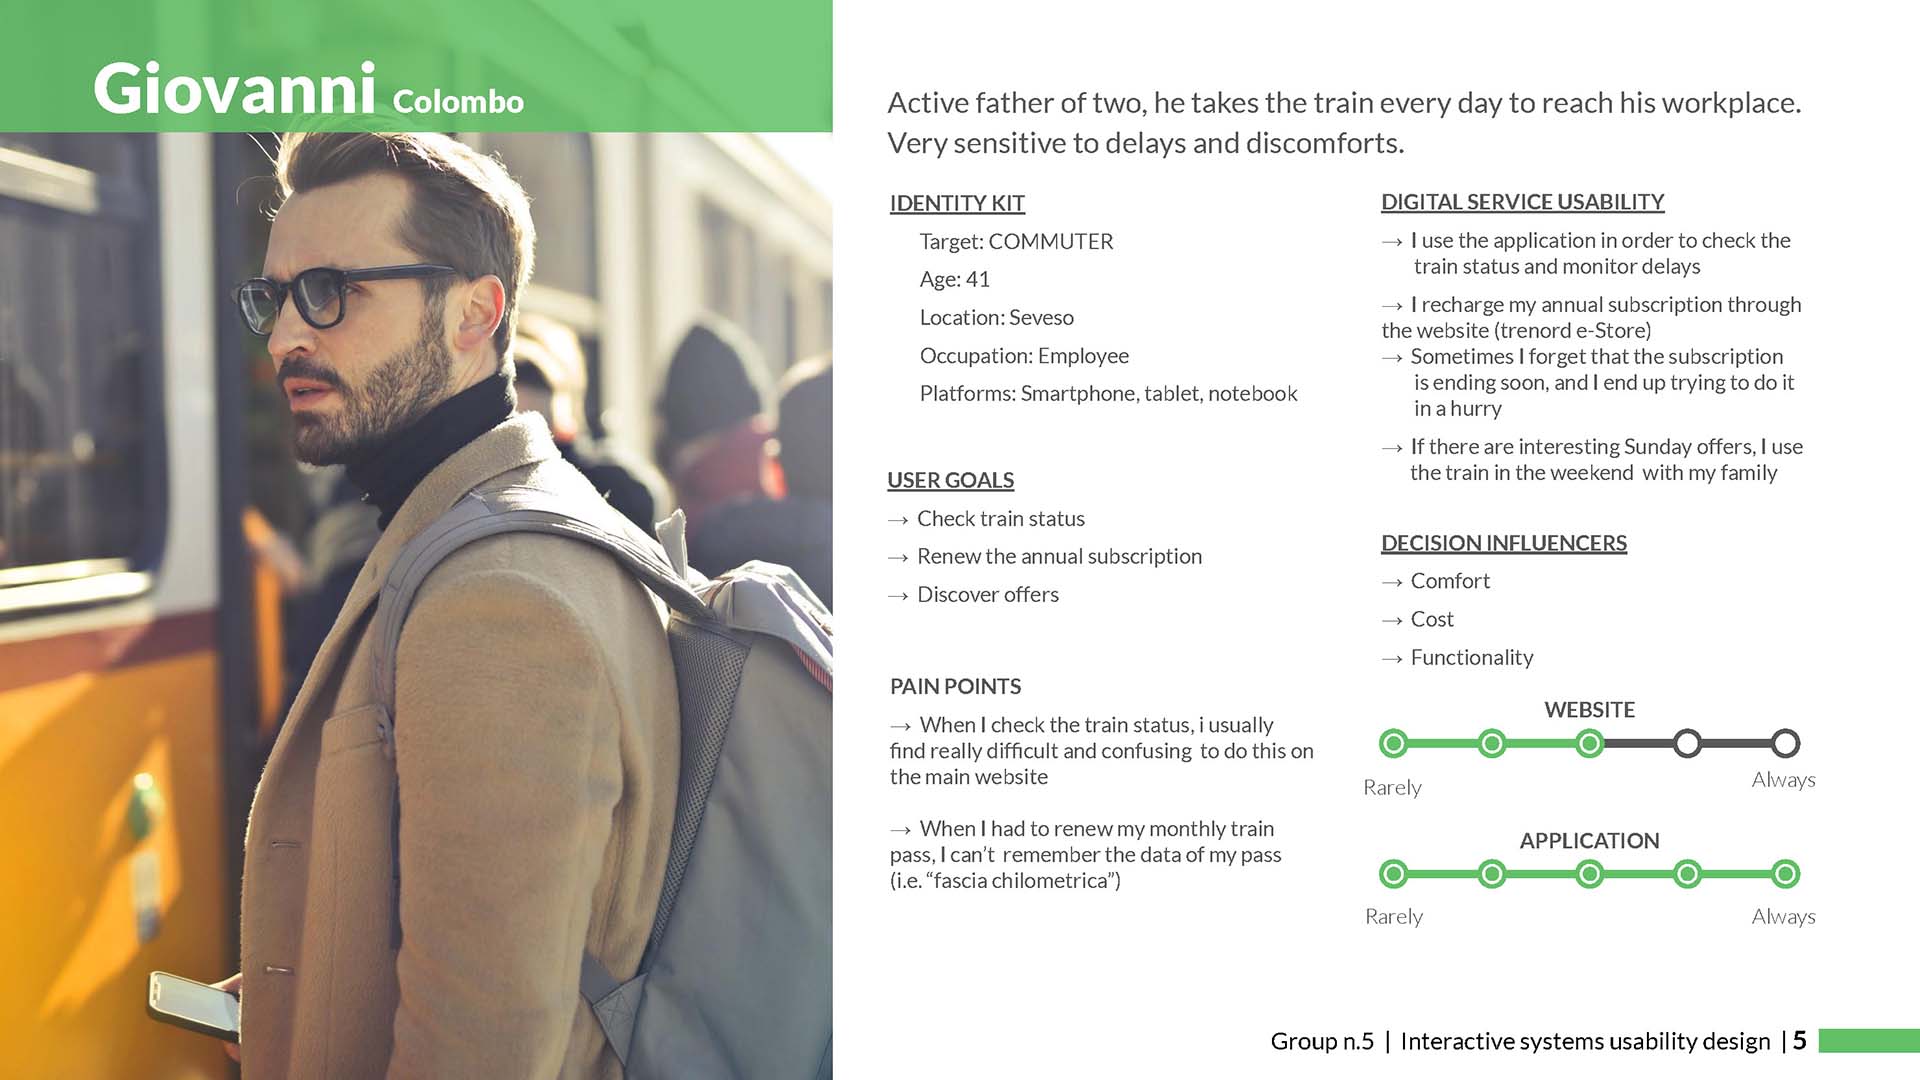 Giovanni Colombo
Active father of two, he takes the train every day to reach his workplace.
Very sensitive to delays and discomforts.
IDENTITY KIT
Target: COMMUTER
Age: 41
Location: Seveso
Occupation: Employee
Platforms: Smartphone, tablet, notebook
USER GOALS
→ Check train status
→ Renew the annual subscription
→ Discover offers
PAIN POINTS
→ When I check the train status, i usually
find really difficult and confusing to do this on
the main website
→ When I had to renew my monthly train
pass, I can't remember the data of my pass
(i.e. “fascia chilometrica”)
DIGITAL SERVICE USABILITY
→ I use the application in order to check the
train status and monitor delays
→ I recharge my annual subscription through
the website (trenord e-Store)
→ Sometimes I forget that the subscription
is ending soon, and I end up trying to do it
in a hurry
→ If there are interesting Sunday offers, I use
the train in the weekend with my family
DECISION INFLUENCERS
→ Comfort
→ Cost
→ Functionality
WEBSITE
Rarely Always
APPLICATION
Rarely Always
Group n.5 | Interactive systems usability design | 5